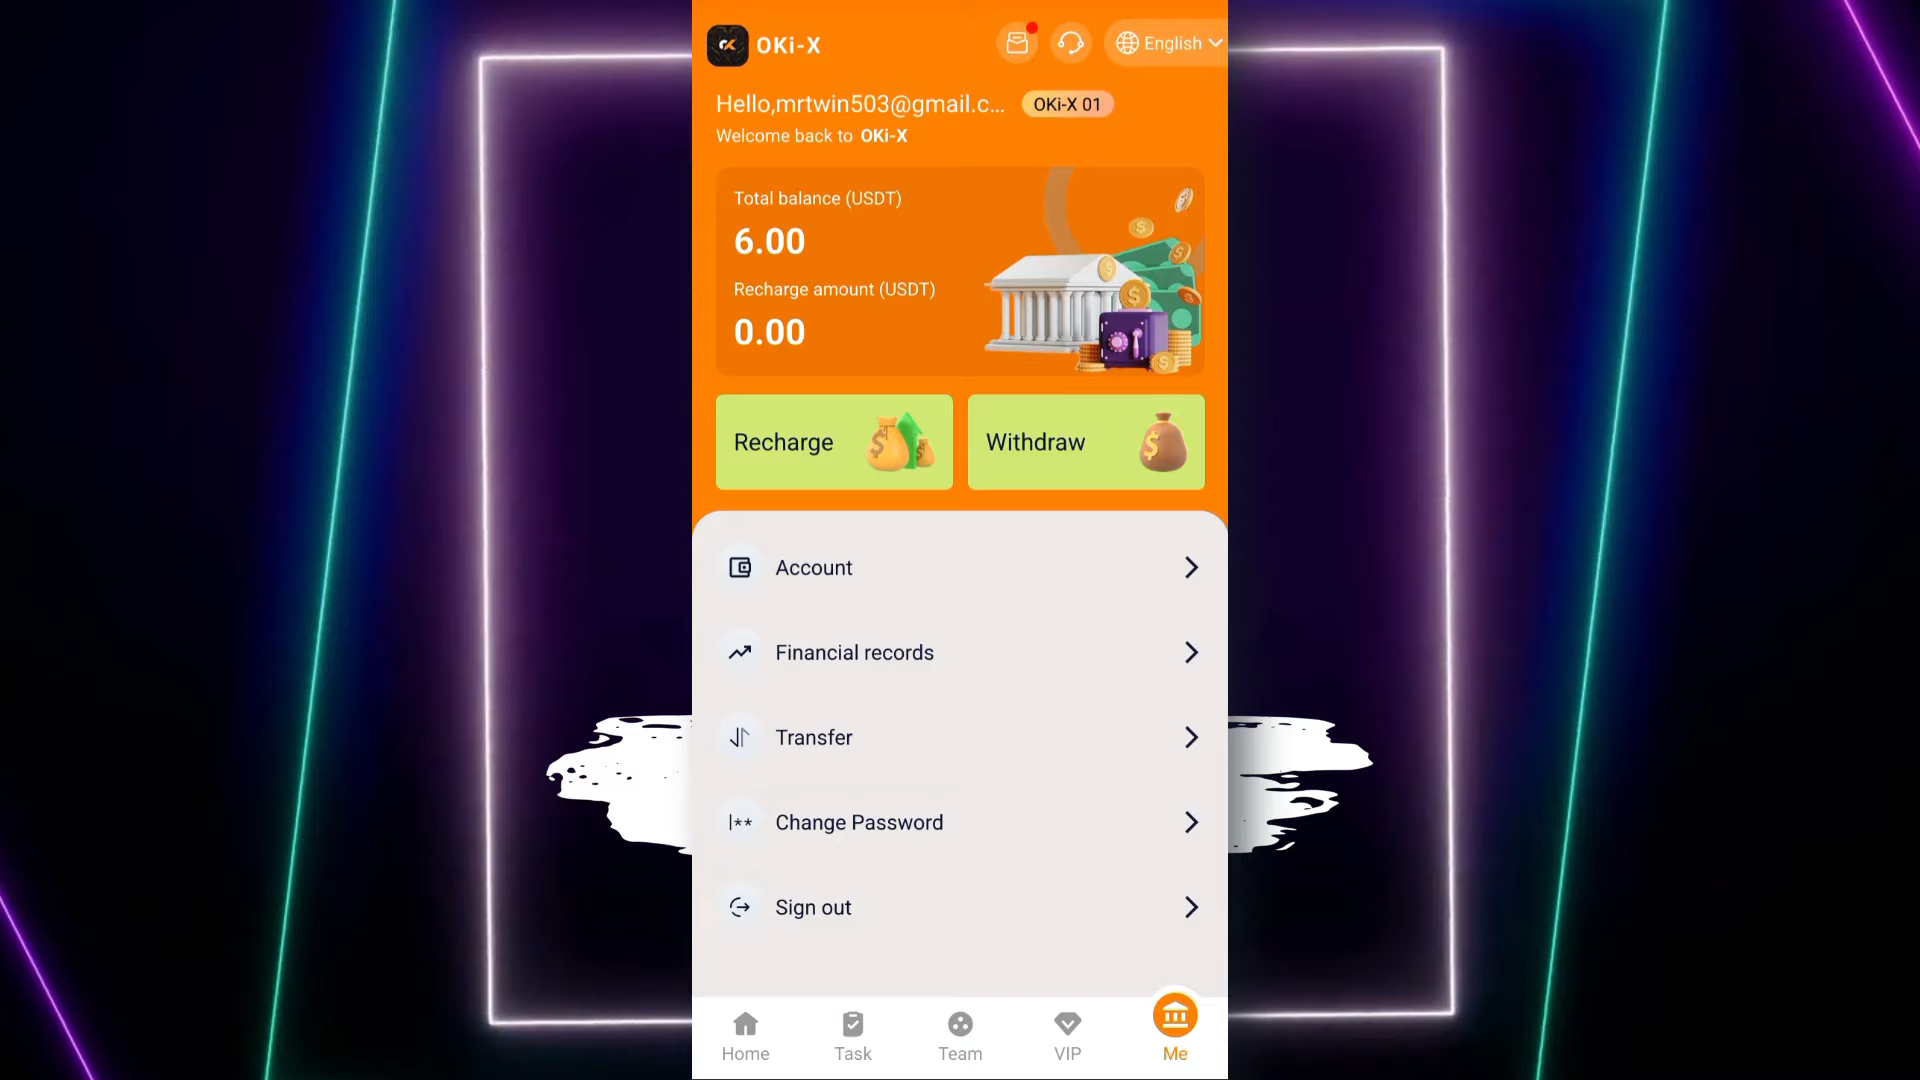 OKi-X
English
Hello,mrtwin503@gmail.c...
OKi-X 01
Welcome back to OKi-X
Total balance (USDT)
6.00
Recharge amount (USDT)
0.00
Recharge
Withdraw
Account
Financial records
Transfer
Change Password
Sign out
Home
Task
Team
VIP
Me